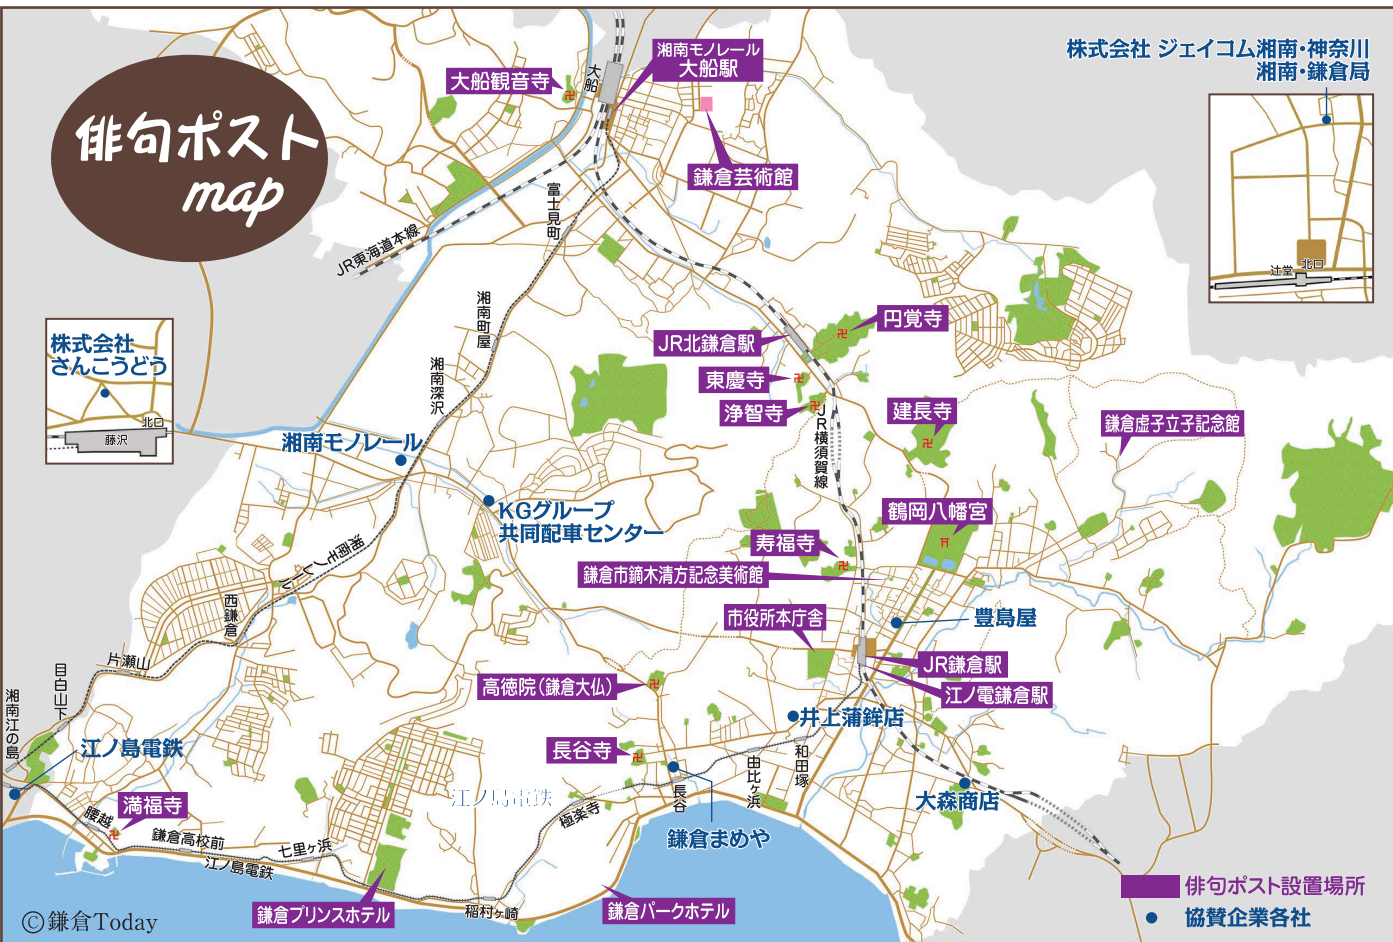 俳句ポスト
map
株式会社 ジェイコム湘南・神奈川
湘南・鎌倉局
辻堂
北口
大船観音寺
大船
湘南モノレール
大船駅
鎌倉芸術館
富士見町
JR東海道本線
湘南町屋
湘南深沢
株式会社
さんこうどう
北口
藤沢
湘南モノレール
KGグループ
共同配車センター
円覚寺
JR北鎌倉駅
東慶寺
浄智寺
JR横須賀線
建長寺
鎌倉虚子立子記念館
鶴岡八幡宮
寿福寺
鎌倉市鏑木清方記念美術館
市役所本庁舎
豊島屋
JR鎌倉駅
江ノ電鎌倉駅
湘南モノレール
西鎌倉
片瀬山
目白山下
湘南江の島
江ノ島電鉄
高徳院(鎌倉大仏)
長谷寺
井上蒲鉾店
和田塚
由比ヶ浜
長谷
大森商店
鎌倉まめや
江ノ島電鉄
極楽寺
満福寺
腰越
鎌倉高校前
江ノ島電鉄
七里ヶ浜
鎌倉プリンスホテル
稲村ヶ崎
鎌倉パークホテル
俳句ポスト設置場所
協賛企業各社
©鎌倉Today